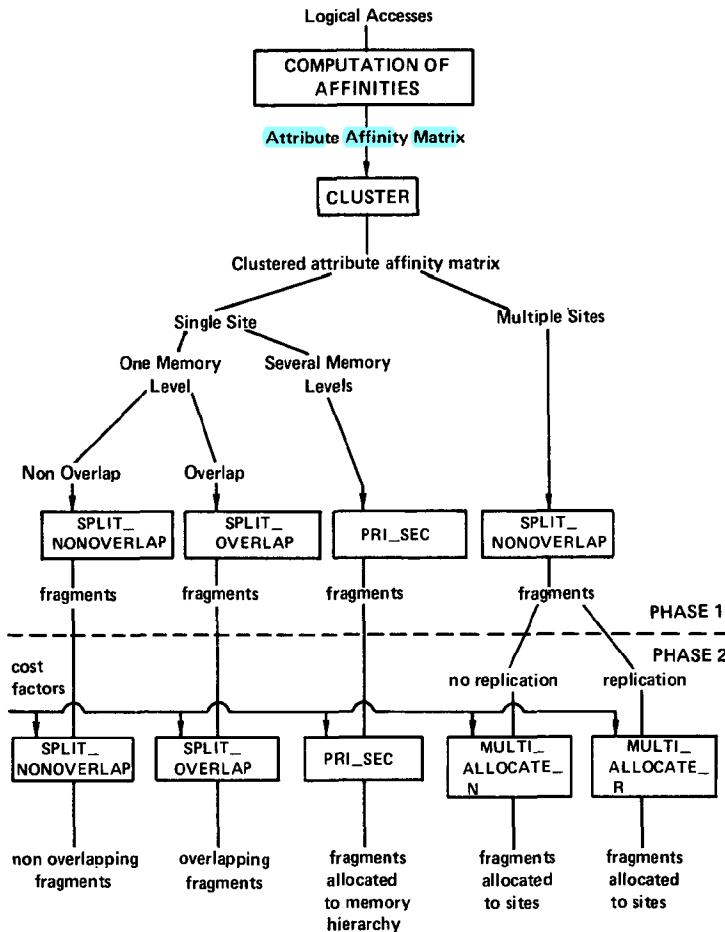 Logical Accesses
COMPUTATION OF
AFFINITIES
Attribute Affinity Matrix
CLUSTER
Clustered attribute affinity matrix
Single Site
Multiple Sites
One Memory
Level
Several Memory
Levels
Non Overlap
Overlap
SPLIT_
NONOVERLAP
SPLIT_
OVERLAP
PRI_SEC
SPLIT_
NONOVERLAP
fragments
fragments
fragments
fragments
PHASE 1
PHASE 2
cost
factors
no replication
replication
SPLIT_
NONOVERLAP
SPLIT_
OVERLAP
PRI_SEC
MULTI_
ALLOCATE_
N
MULTI_
ALLOCATE_
R
non overlapping
fragments
overlapping
fragments
fragments
allocated
to memory
hierarchy
fragments
allocated
to sites
fragments
allocated
to sites